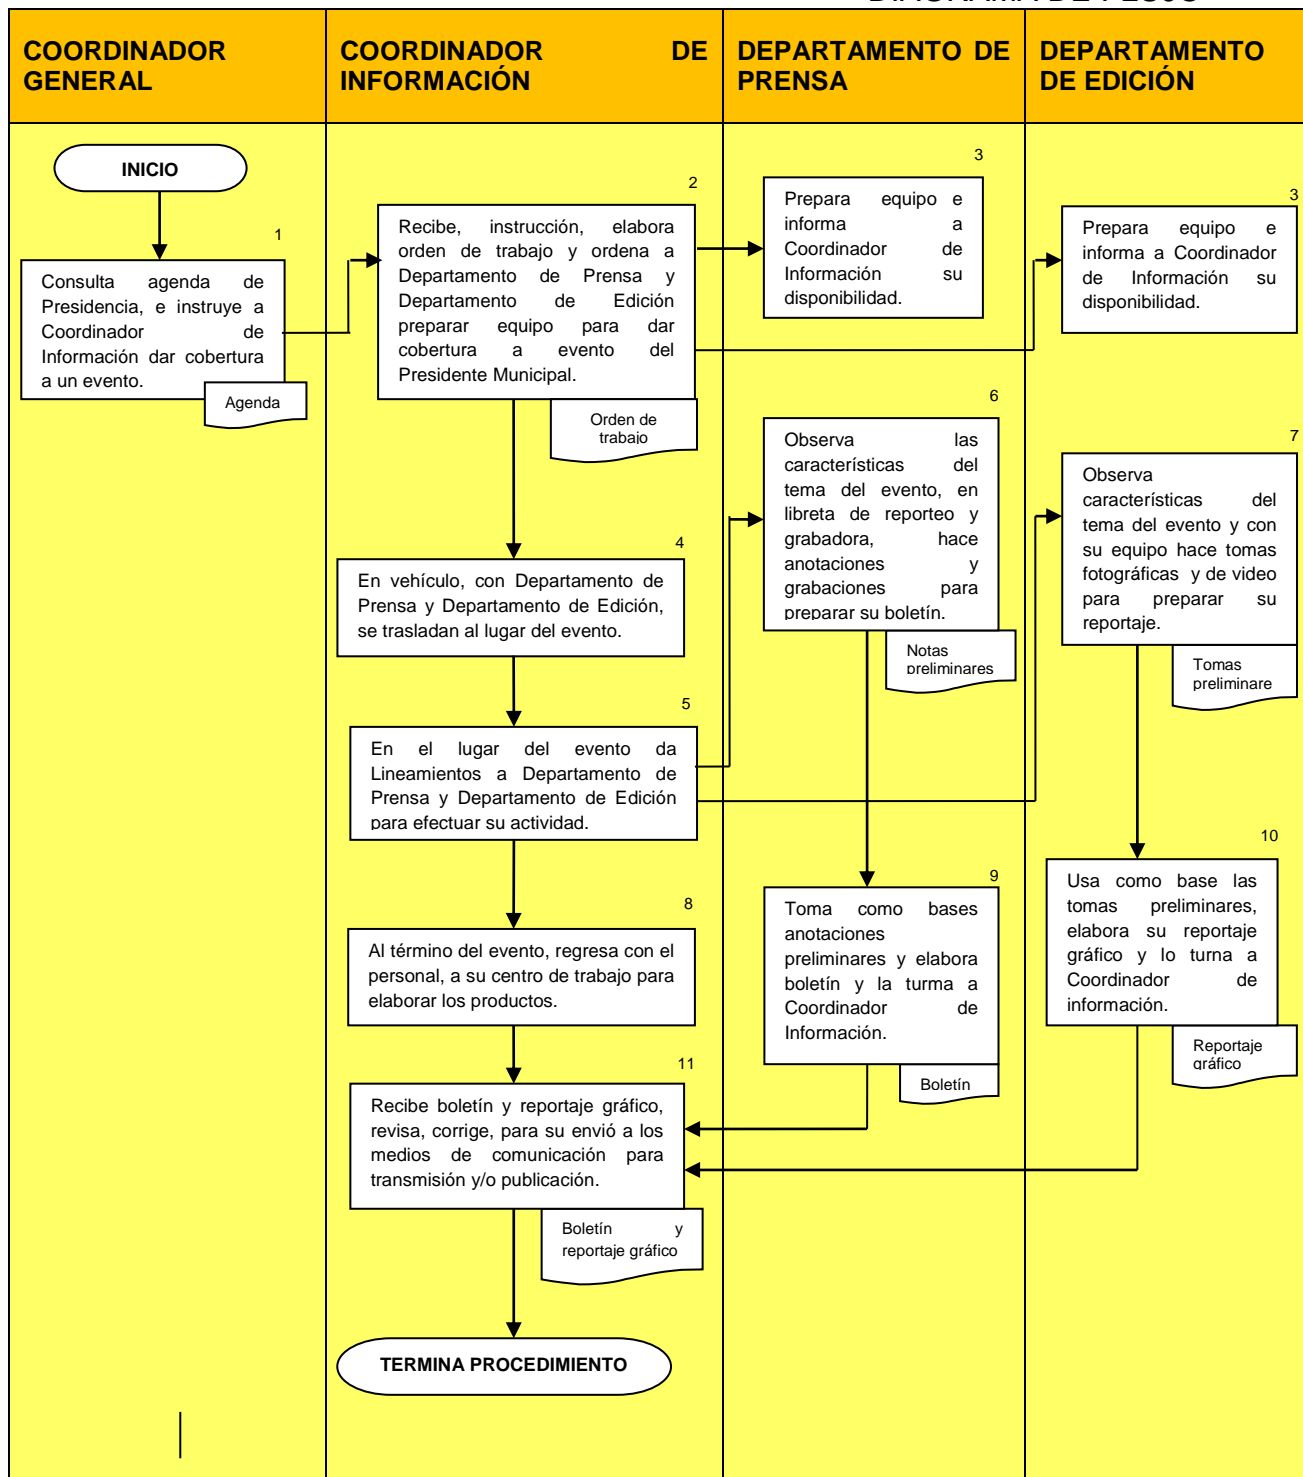 DIAGRAMA DE FLUJO
COORDINADOR
GENERAL
COORDINADOR DE
INFORMACIÓN
DEPARTAMENTO DE
PRENSA
DEPARTAMENTO
DE EDICIÓN
INICIO
1
Consulta agenda de
Presidencia, e instruye a
Coordinador de
Información dar cobertura
a un evento.
Agenda
2
Recibe, instrucción, elabora
orden de trabajo y ordena a
Departamento de Prensa y
Departamento de Edición
preparar equipo para dar
cobertura a evento del
Presidente Municipal.
Orden de
trabajo
3
Prepara equipo e
informa a
Coordinador de
Información su
disponibilidad.
3
Prepara equipo e
informa a Coordinador
de Información su
disponibilidad.
4
En vehículo, con Departamento de
Prensa y Departamento de Edición,
se trasladan al lugar del evento.
5
En el lugar del evento da
Lineamientos a Departamento de
Prensa y Departamento de Edición
para efectuar su actividad.
6
Observa las
características del
tema del evento, en
libreta de reporteo y
grabadora, hace
anotaciones y
grabaciones para
preparar su boletín.
Notas
preliminares
7
Observa
características del
tema del evento y con
su equipo hace tomas
fotográficas y de video
para preparar su
reportaje.
Tomas
preliminare
8
Al término del evento, regresa con el
personal, a su centro de trabajo para
elaborar los productos.
9
Toma como bases
anotaciones
preliminares y elabora
boletín y la turma a
Coordinador de
Información.
Boletín
10
Usa como base las
tomas preliminares,
elabora su reportaje
gráfico y lo turna a
Coordinador de
información.
Reportaje
gráfico
11
Recibe boletín y reportaje gráfico,
revisa, corrige, para su envió a los
medios de comunicación para
transmisión y/o publicación.
Boletín y
reportaje gráfico
TERMINA PROCEDIMIENTO